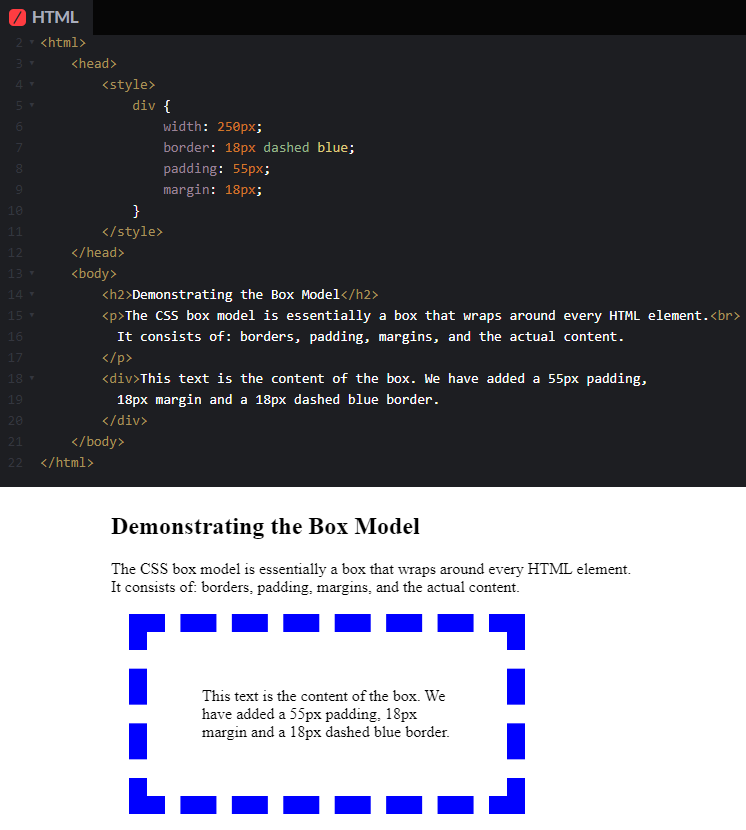 HTML
2 <html>
3 <head>
4 <style>
5 div {
6 width: 250px;
7 border: 18px dashed blue;
8 padding: 55px;
9 margin: 18px;
10 }
11 </style>
12 </head>
13 <body>
14 <h2>Demonstrating the Box Model</h2>
15 <p>The CSS box model is essentially a box that wraps around every HTML element.<br>
16 It consists of: borders, padding, margins, and the actual content.
17 </p>
18 <div>This text is the content of the box. We have added a 55px padding,
19 18px margin and a 18px dashed blue border.
20 </div>
21 </body>
22 </html>
Demonstrating the Box Model
The CSS box model is essentially a box that wraps around every HTML element.
It consists of: borders, padding, margins, and the actual content.
This text is the content of the box. We
have added a 55px padding, 18px
margin and a 18px dashed blue border.